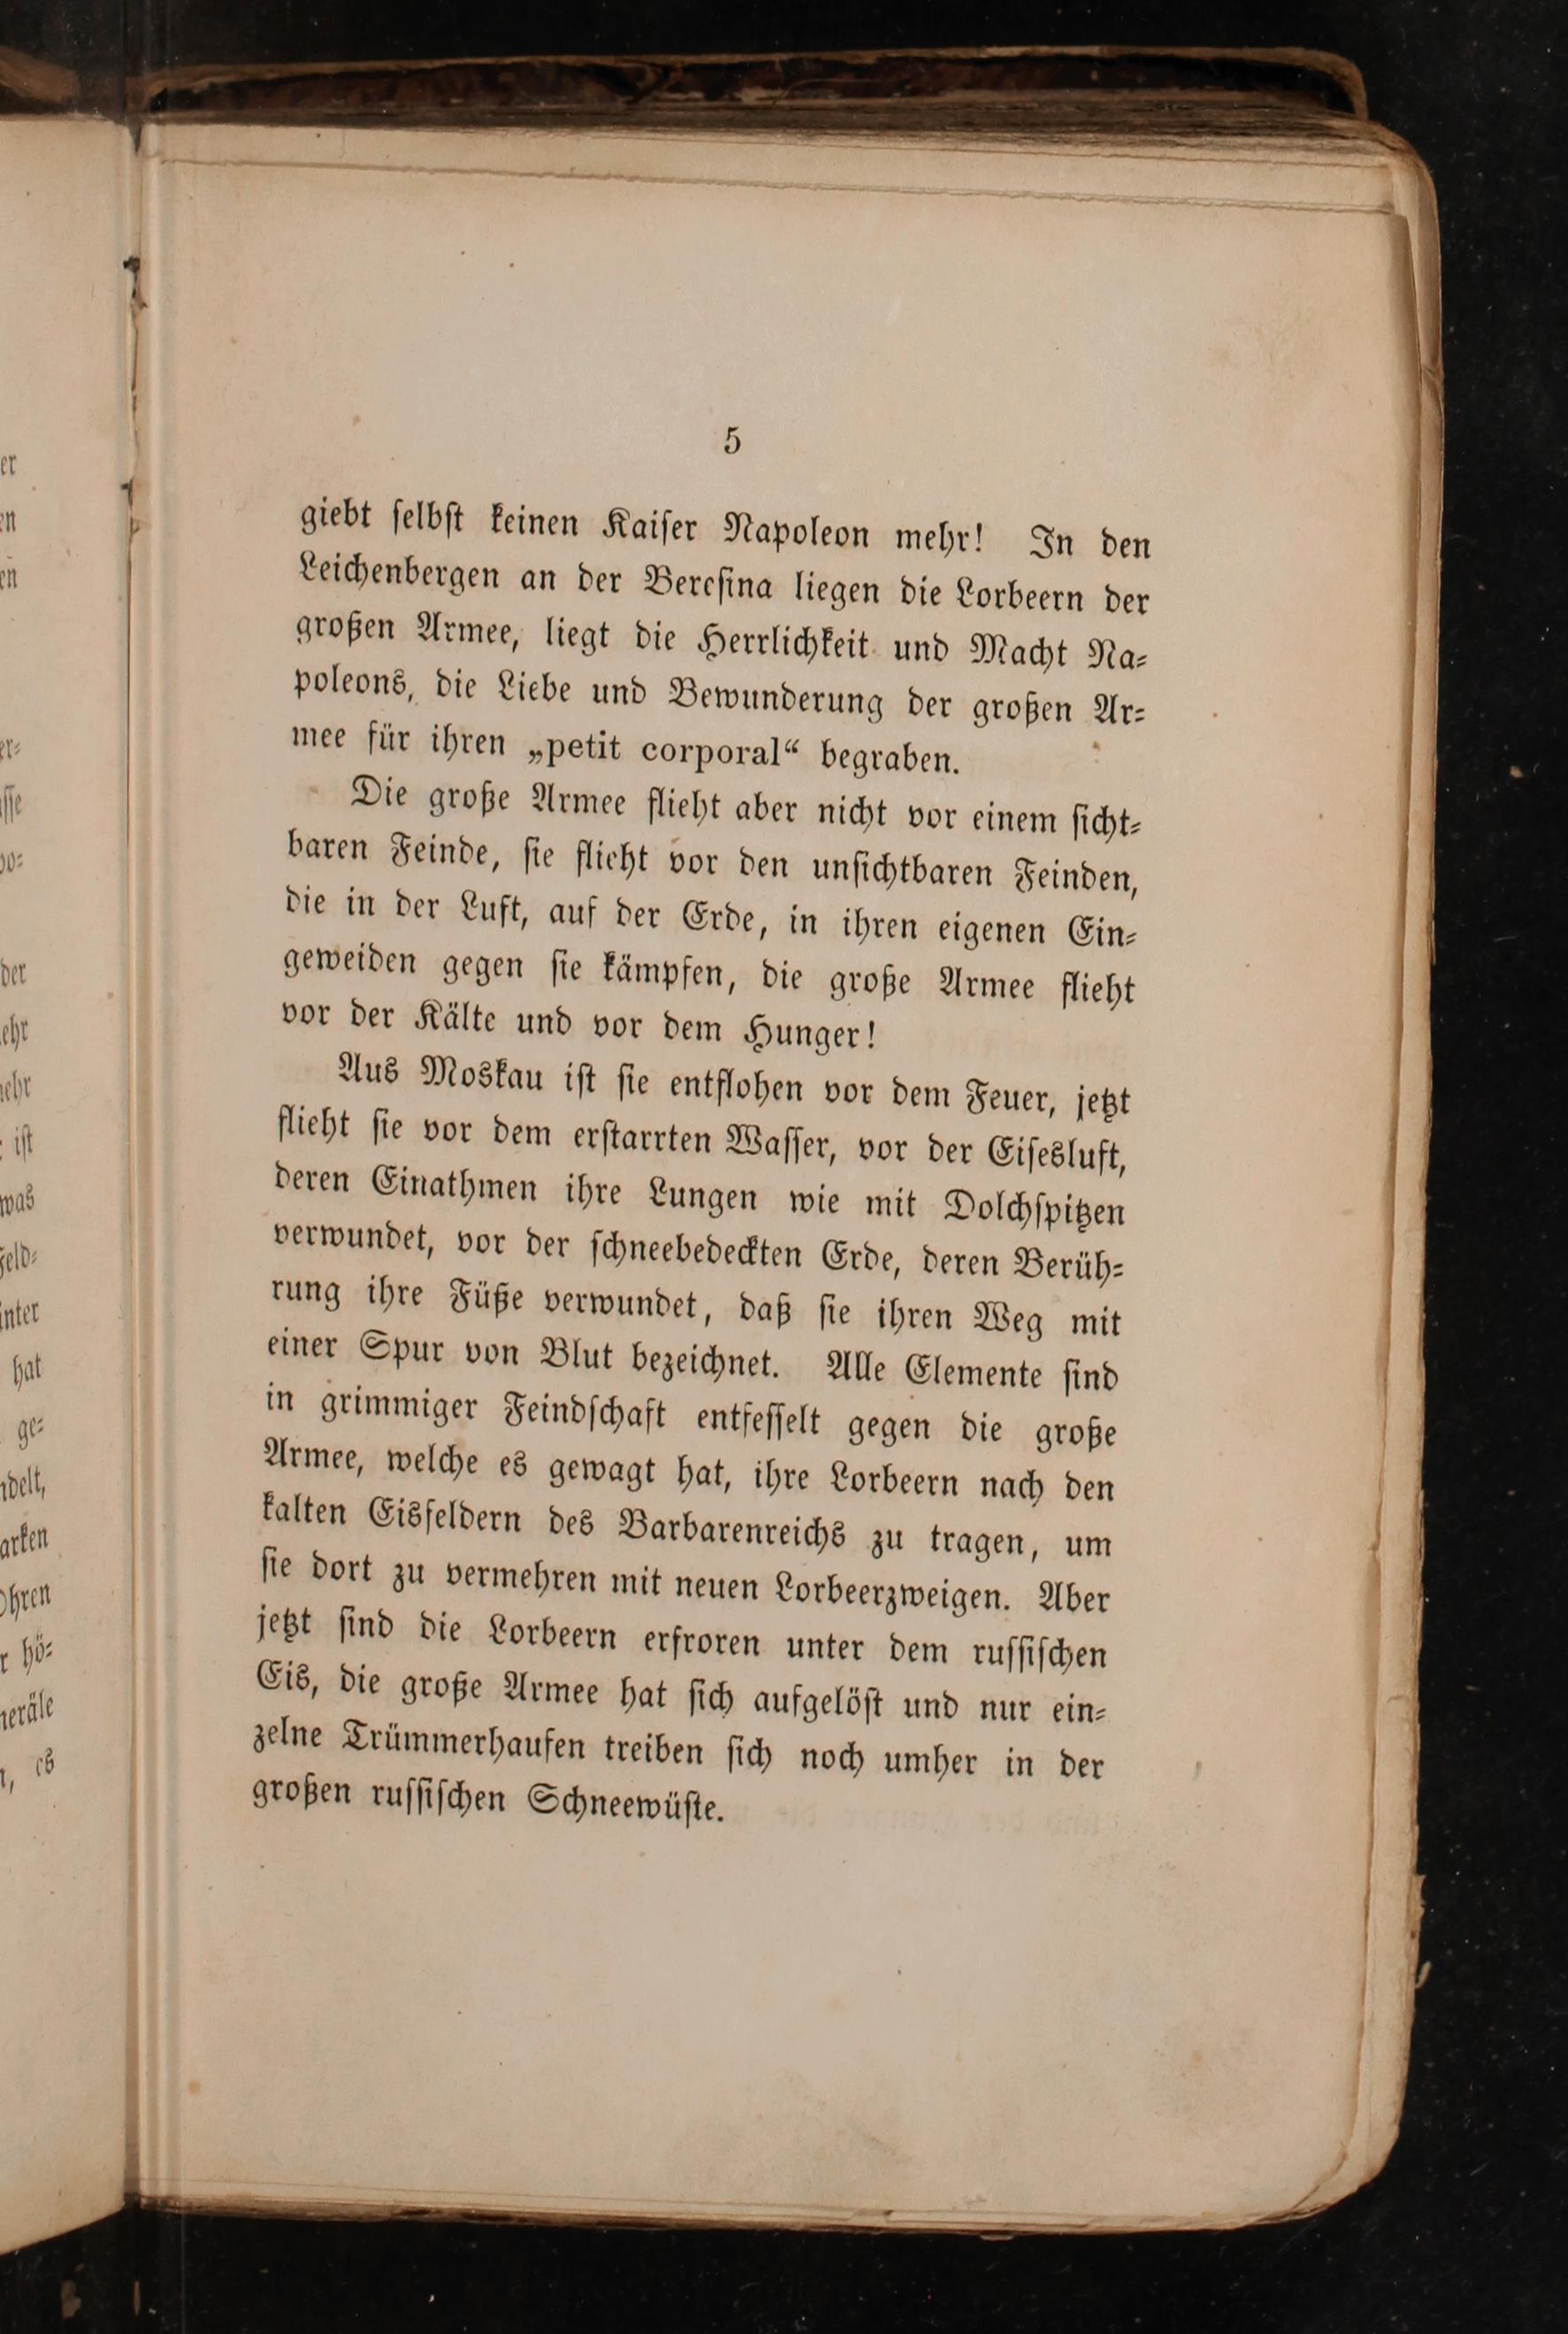 5
giebt ſelbſt keinen Kaiſer Napoleon mehr! In den
Leichenbergen an der Bereſina liegen die Lorbeern der
großen Armee, liegt die Herrlichkeit und Macht Na⸗
poleons, die Liebe und Bewunderung der großen Ar⸗
mee für ihren „petit corporal“ begraben.
Die große Armee flieht aber nicht vor einem ſicht⸗
baren Feinde, ſie flieht vor den unſichtbaren Feinden,
die in der Luft, auf der Erde, in ihren eigenen Ein⸗
geweiden gegen ſie kämpfen, die große Armee flieht
vor der Kälte und vor dem Hunger!
Aus Moskau iſt ſie entflohen vor dem Feuer, jetzt
flieht ſie vor dem erſtarrten Waſſer, vor der Eiſesluft,
deren Einathmen ihre Lungen wie mit Dolchſpitzen
verwundet, vor der ſchneebedeckten Erde, deren Berüh⸗
rung ihre Füße verwundet, daß ſie ihren Weg mit
einer Spur von Blut bezeichnet. Alle Elemente ſind
in grimmiger Feindſchaft entfeſſelt gegen die große
Armee, welche es gewagt hat, ihre Lorbeern nach den
kalten Eisfeldern des Barbarenreichs zu tragen, um
ſie dort zu vermehren mit neuen Lorbeerzweigen. Aber
jetzt ſind die Lorbeern erfroren unter dem ruſſiſchen
Eis, die große Armee hat ſich aufgelöſt und nur ein⸗
zelne Trümmerhaufen treiben ſich noch umher in der
großen ruſſiſchen Schneewüſte.